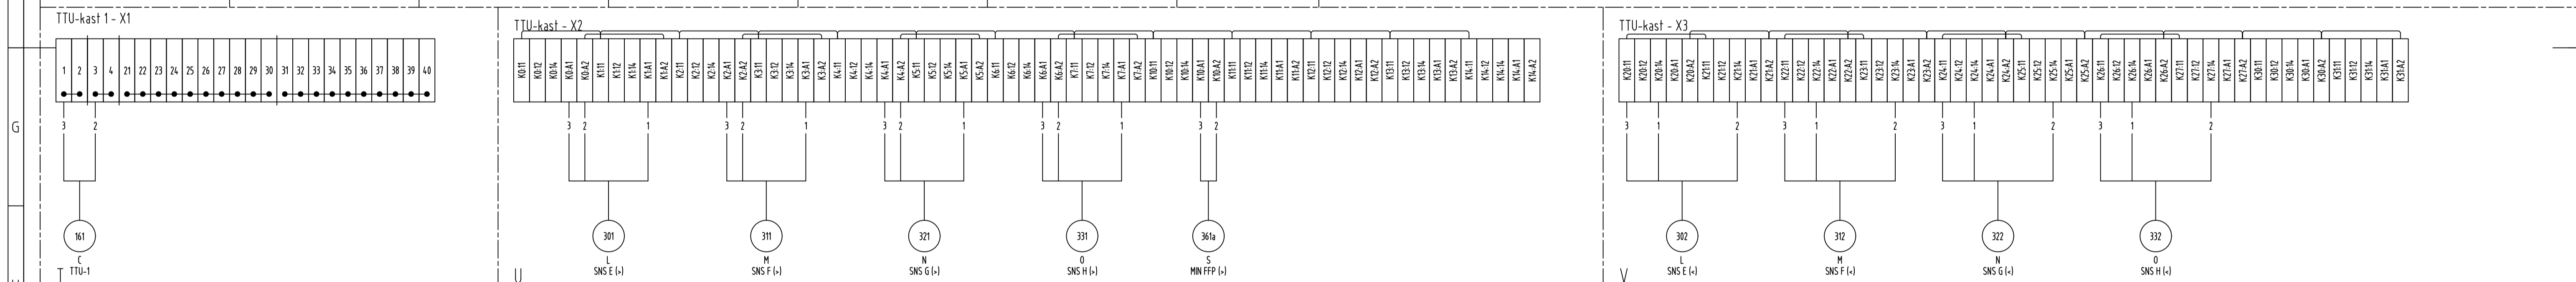 TTU-kast 1 - X1
TTU-kast - X2
TTU-kast - X3
1 2 3 4 21 22 23 24 25 26 27 28 29 30 31 32 33 34 35 36 37 38 39 40
K0:11 K0:12 K0:14 K0:A1 K0:A2 K1:11 K1:12 K1:14 K1:A1 K1:A2 K2:11 K2:12 K2:14 K2:A1 K2:A2 K3:11 K3:12 K3:14 K3:A1 K3:A2 K4:11 K4:12 K4:14 K4:A1 K4:A2 K5:11 K5:12 K5:14 K5:A1 K5:A2 K6:11 K6:12 K6:14 K6:A1 K6:A2 K7:11 K7:12 K7:14 K7:A1 K7:A2 K10:11 K10:12 K10:14 K10:A1 K10:A2 K11:11 K11:12 K11:14 K11:A1 K11:A2 K12:11 K12:12 K12:14 K12:A1 K12:A2 K13:11 K13:12 K13:14 K13:A1 K13:A2 K14:11 K14:12 K14:14 K14:A1 K14:A2
K20:11 K20:12 K20:14 K20:A1 K20:A2 K21:11 K21:12 K21:14 K21:A1 K21:A2 K22:11 K22:12 K22:14 K22:A1 K22:A2 K23:11 K23:12 K23:14 K23:A1 K23:A2 K24:11 K24:12 K24:14 K24:A1 K24:A2 K25:11 K25:12 K25:14 K25:A1 K25:A2 K26:11 K26:12 K26:14 K26:A1 K26:A2 K27:11 K27:12 K27:14 K27:A1 K27:A2 K30:11 K30:12 K30:14 K30:A1 K30:A2 K31:11 K31:12 K31:14 K31:A1 K31:A2
G
3 2
3 2 1 3 2 1 3 2 1 3 2 1 3 2
3 1 2 3 1 2 3 1 2 3 1 2
161 301 311 321 331 361a 302 312 322 332
C L M N O S L M N O
TTU-1 SNS E (>) SNS F (>) SNS G (>) SNS H (>) MIN FFP (>) SNS E (<) SNS F (<) SNS G (<) SNS H (<)
T U V